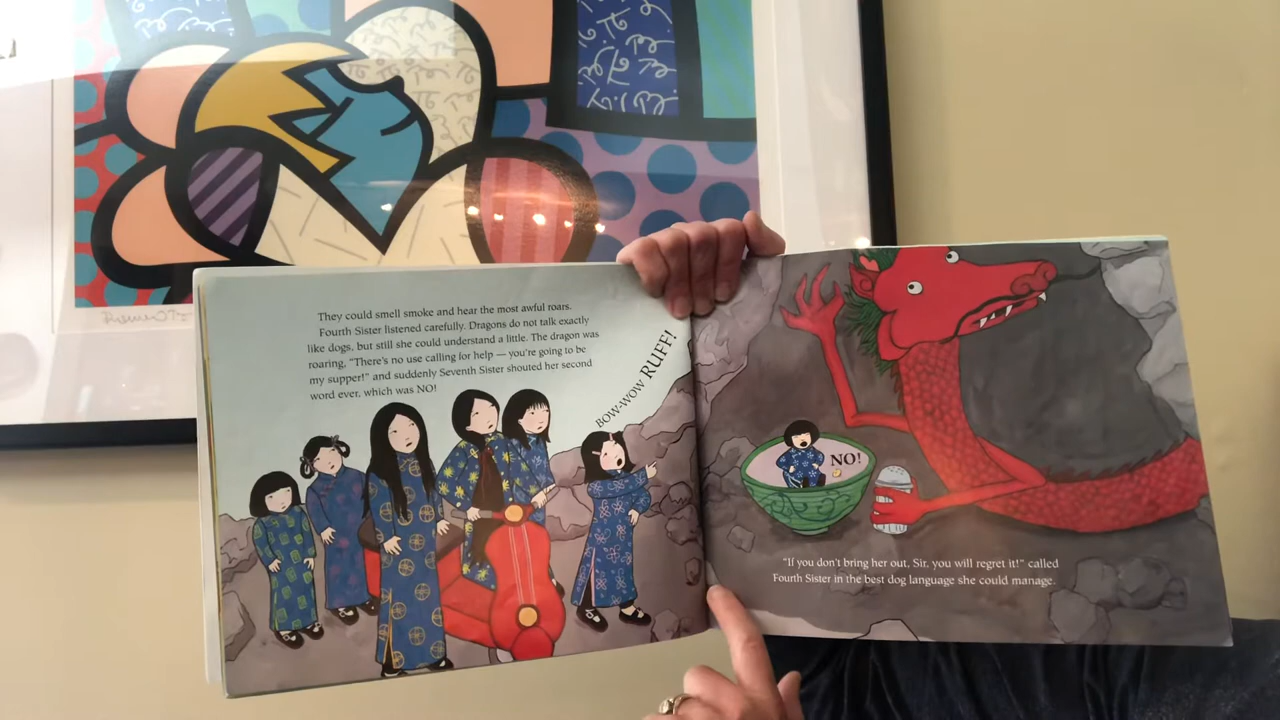 They could smell smoke and hear the most awful roars.
Fourth Sister listened carefully. Dragons do not talk exactly
like dogs, but still she could understand a little. The dragon was
roaring, "There's no use calling for help — you're going to be
my supper!" and suddenly Seventh Sister shouted her second
word ever, which was NO!
BOW-WOW RUFF!
NO!
"If you don't bring her out, Sir, you will regret it!" called
Fourth Sister in the best dog language she could manage.